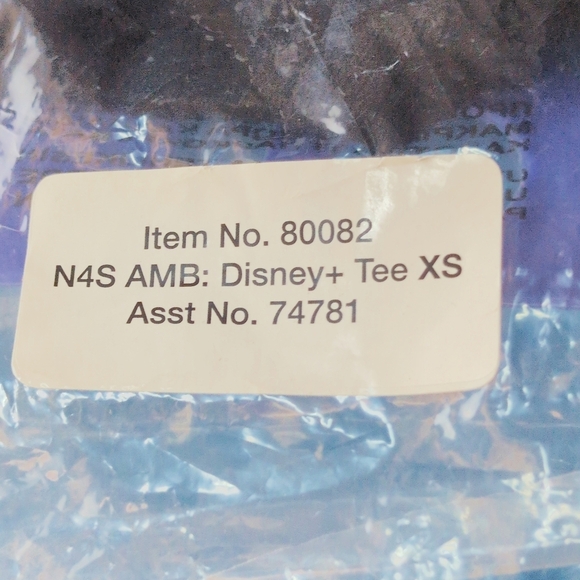 Item No. 80082
N4S AMB: Disney+ Tee XS
Asst No. 74781